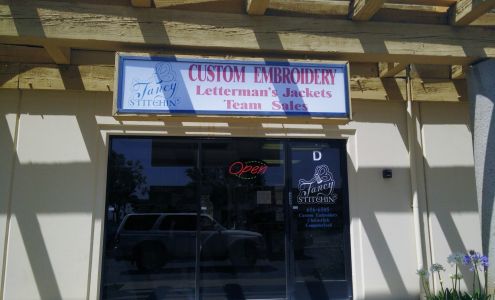 Fancy
STITCHIN'
CUSTOM EMBROIDERY
Letterman's Jackets
Team Sales
Open
D
Fancy
STITCHIN'
Custom Embroidery